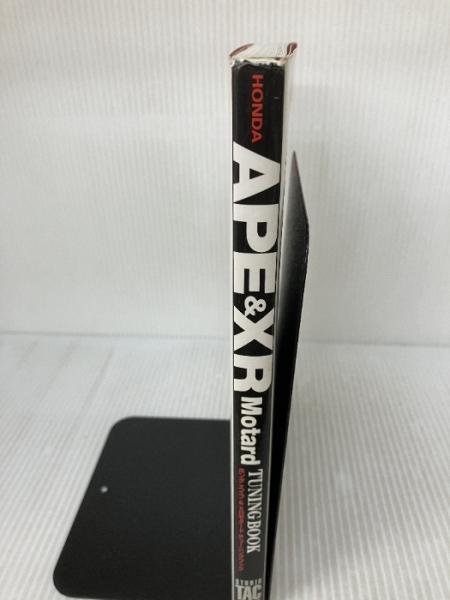 HONDA
APE&XR Motard TUNING BOOK
STUDIO
TAC